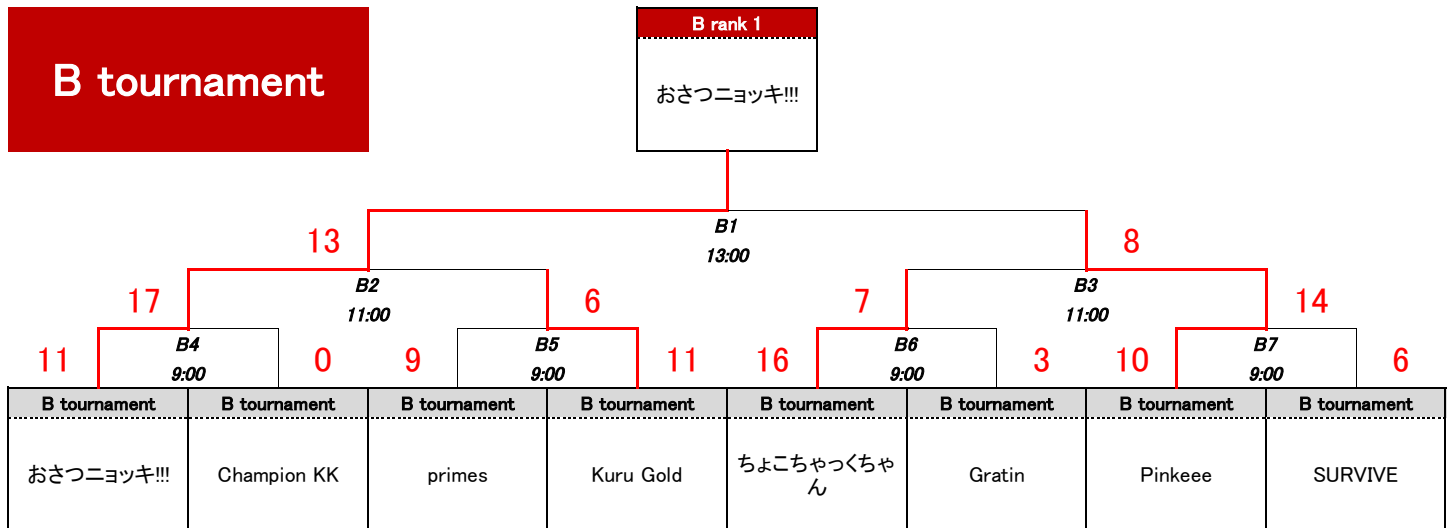 B tournament
B rank 1
おさつニョッキ!!!
B1
13:00
13
8
B2
11:00
B3
11:00
17
6
7
14
B4
9:00
B5
9:00
B6
9:00
B7
9:00
11
0
9
11
16
3
10
6
B tournament
B tournament
B tournament
B tournament
B tournament
B tournament
B tournament
B tournament
おさつニョッキ!!!
Champion KK
primes
Kuru Gold
ちょこちゃっくちゃ
ん
Gratin
Pinkeee
SURVIVE